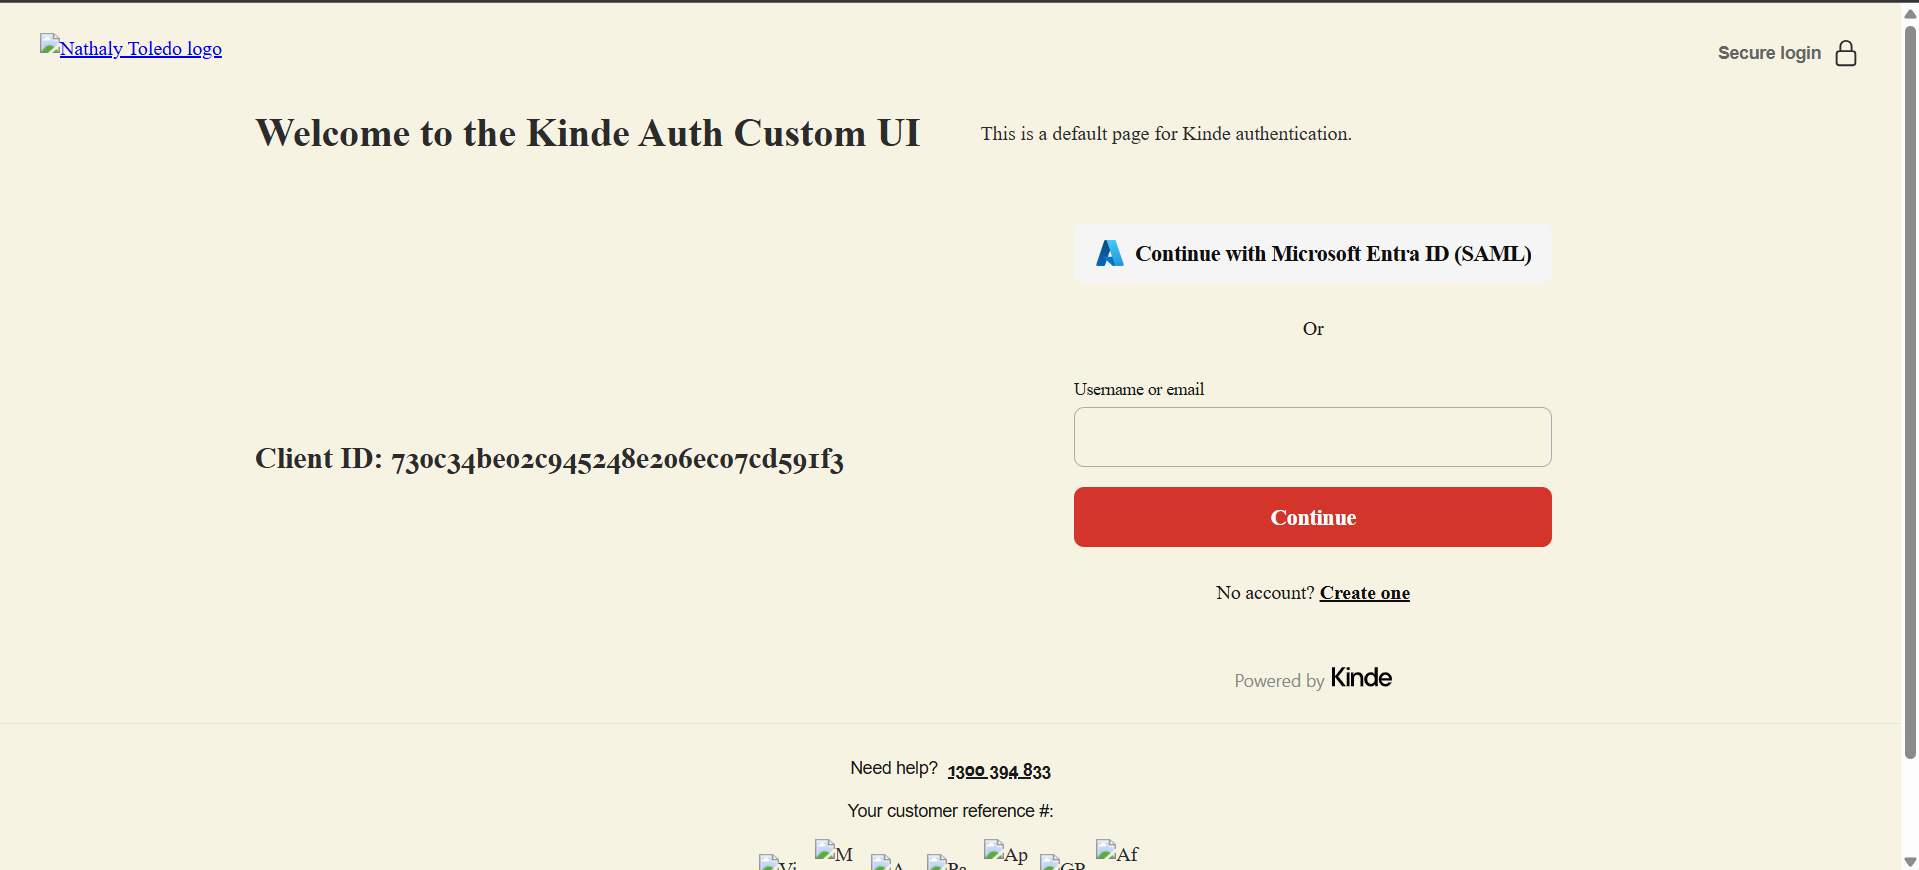 Nathaly Toledo logo
Secure login
Welcome to the Kinde Auth Custom UI
This is a default page for Kinde authentication.
Continue with Microsoft Entra ID (SAML)
Or
Username or email
Client ID: 730c34be02c945248e206ec07cd591f3
Continue
No account? Create one
Powered by Kinde
Need help? 1300 394 833
Your customer reference #:
Vi M A Pa Ap GP Af